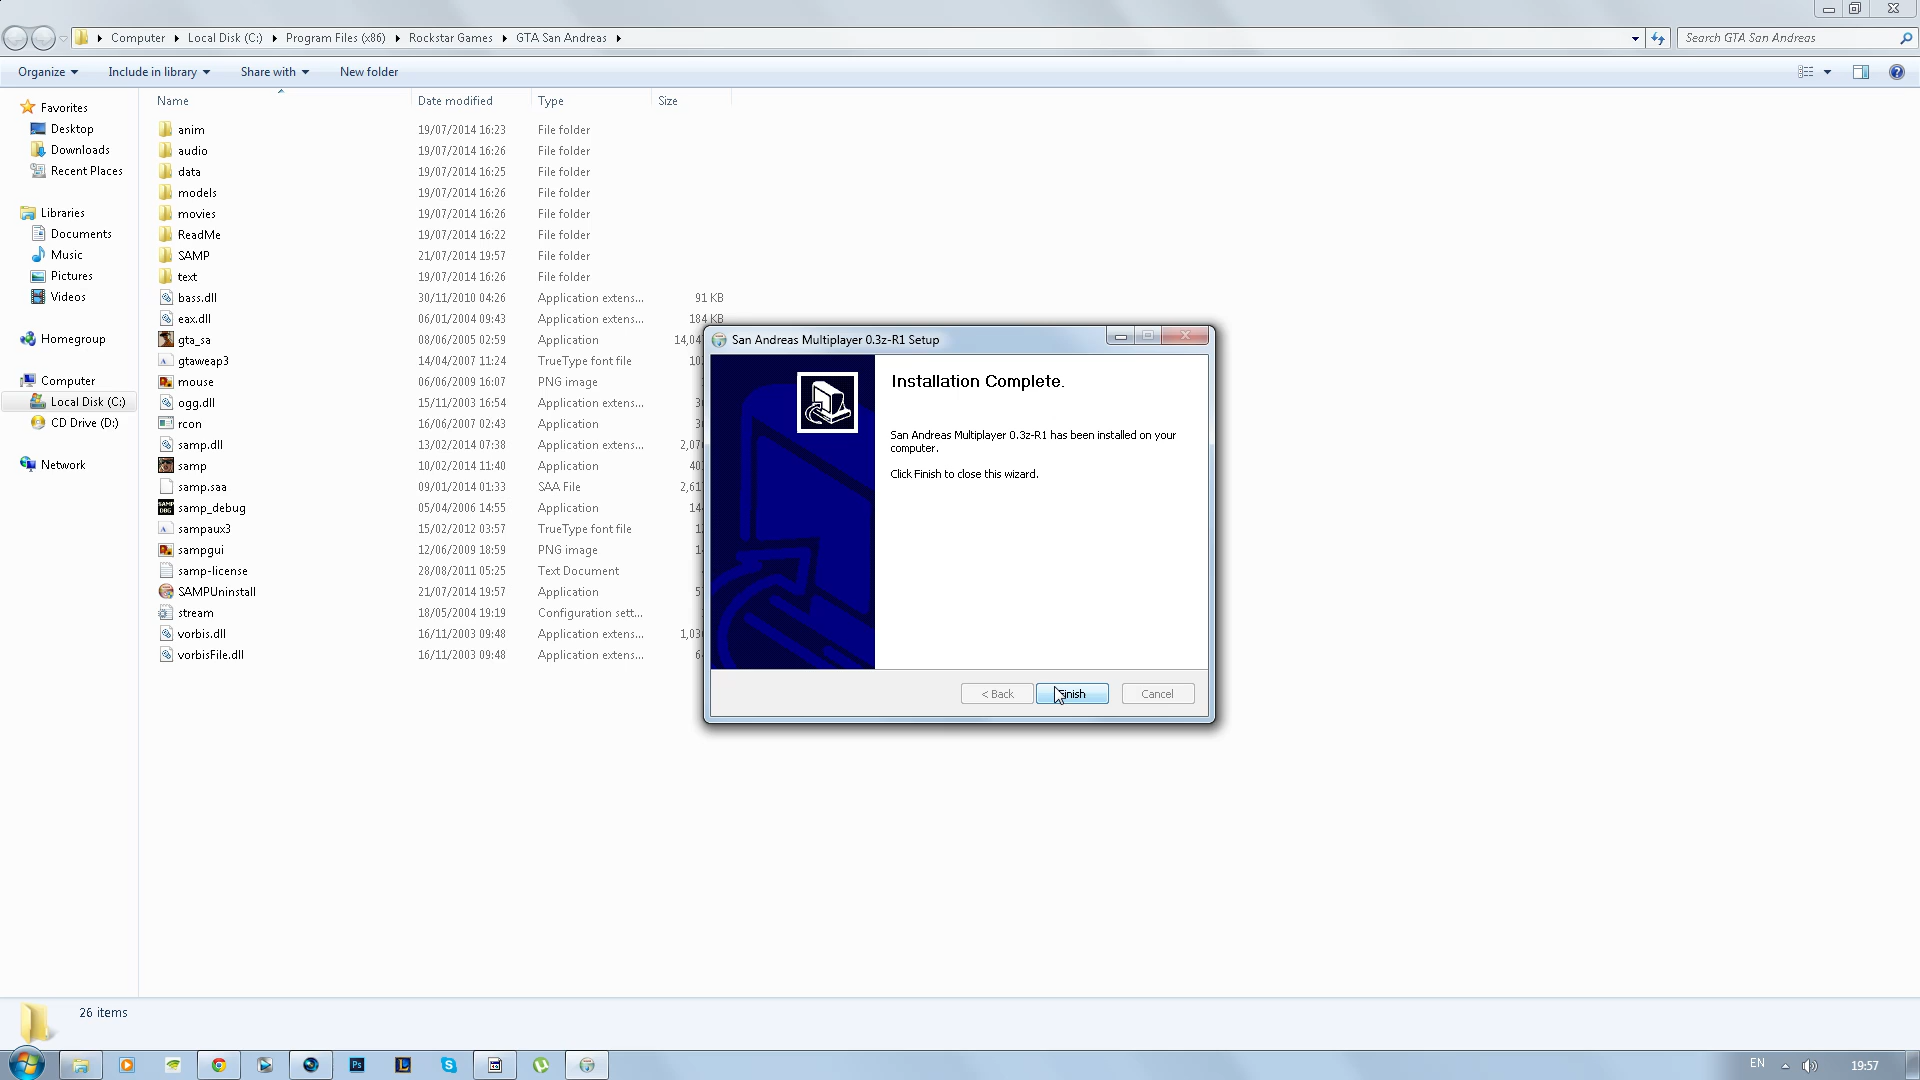 Computer Local Disk (C:) Program Files (x86) Rockstar Games GTA San Andreas
Search GTA San Andreas
Organize Include in library Share with New folder
Favorites
Desktop
Downloads
Recent Places
Libraries
Documents
Music
Pictures
Videos
Homegroup
Computer
Local Disk (C:)
CD Drive (D:)
Network
Name Date modified Type Size
anim 19/07/2014 16:23 File folder
audio 19/07/2014 16:26 File folder
data 19/07/2014 16:25 File folder
models 19/07/2014 16:26 File folder
movies 19/07/2014 16:26 File folder
ReadMe 19/07/2014 16:22 File folder
SAMP 21/07/2014 19:57 File folder
text 19/07/2014 16:26 File folder
bass.dll 30/11/2010 04:26 Application extens... 91 KB
eax.dll 06/01/2004 09:43 Application extens... 184 KB
gta_sa 08/06/2005 02:59 Application
gtaweap3 14/04/2007 11:24 TrueType font file
mouse 06/06/2009 16:07 PNG image
ogg.dll 15/11/2003 16:54 Application extens...
rcon 16/06/2007 02:43 Application
samp.dll 13/02/2014 07:38 Application extens...
samp 10/02/2014 11:40 Application
samp.saa 09/01/2014 01:33 SAA File
samp_debug 05/04/2006 14:55 Application
sampaux3 15/02/2012 03:57 TrueType font file
sampgui 12/06/2009 18:59 PNG image
samp-license 28/08/2011 05:25 Text Document
SAMPUninstall 21/07/2014 19:57 Application
stream 18/05/2004 19:19 Configuration sett...
vorbis.dll 16/11/2003 09:48 Application extens...
vorbisFile.dll 16/11/2003 09:48 Application extens...
San Andreas Multiplayer 0.3z-R1 Setup
Installation Complete.
San Andreas Multiplayer 0.3z-R1 has been installed on your
computer.
Click Finish to close this wizard.
< Back Finish Cancel
26 items
Ps
EN 19:57